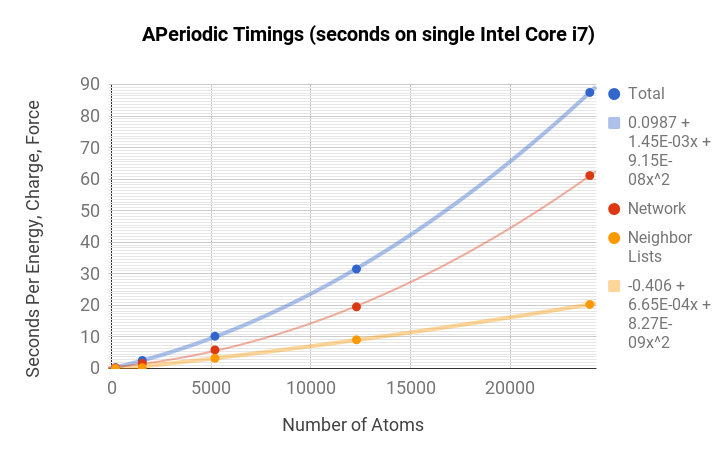 APeriodic Timings (seconds on single Intel Core i7)
Seconds Per Energy, Charge, Force
90
80
70
60
50
40
30
20
10
0
0 5000 10000 15000 20000
Number of Atoms
Total
0.0987 +
1.45E-03x +
9.15E-
08x^2
Network
Neighbor
Lists
-0.406 +
6.65E-04x +
8.27E-
09x^2